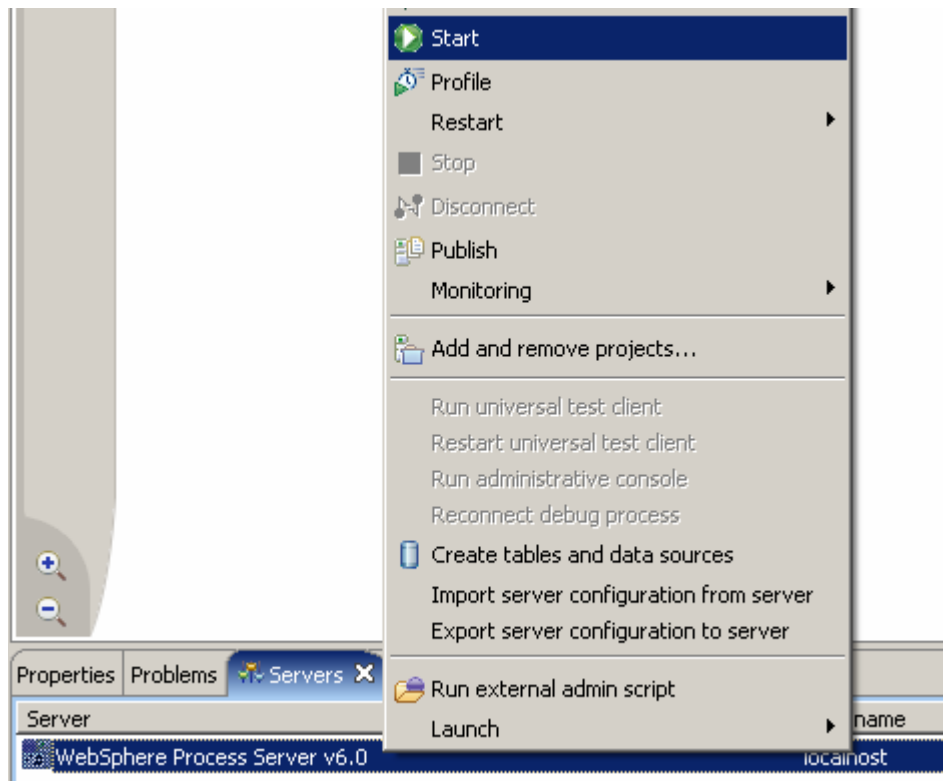 Start
Profile
Restart
Stop
Disconnect
Publish
Monitoring
Add and remove projects...
Run universal test client
Restart universal test client
Run administrative console
Reconnect debug process
Create tables and data sources
Import server configuration from server
Export server configuration to server
Run external admin script
Launch
Properties Problems Servers
Server name
WebSphere Process Server v6.0 localhost